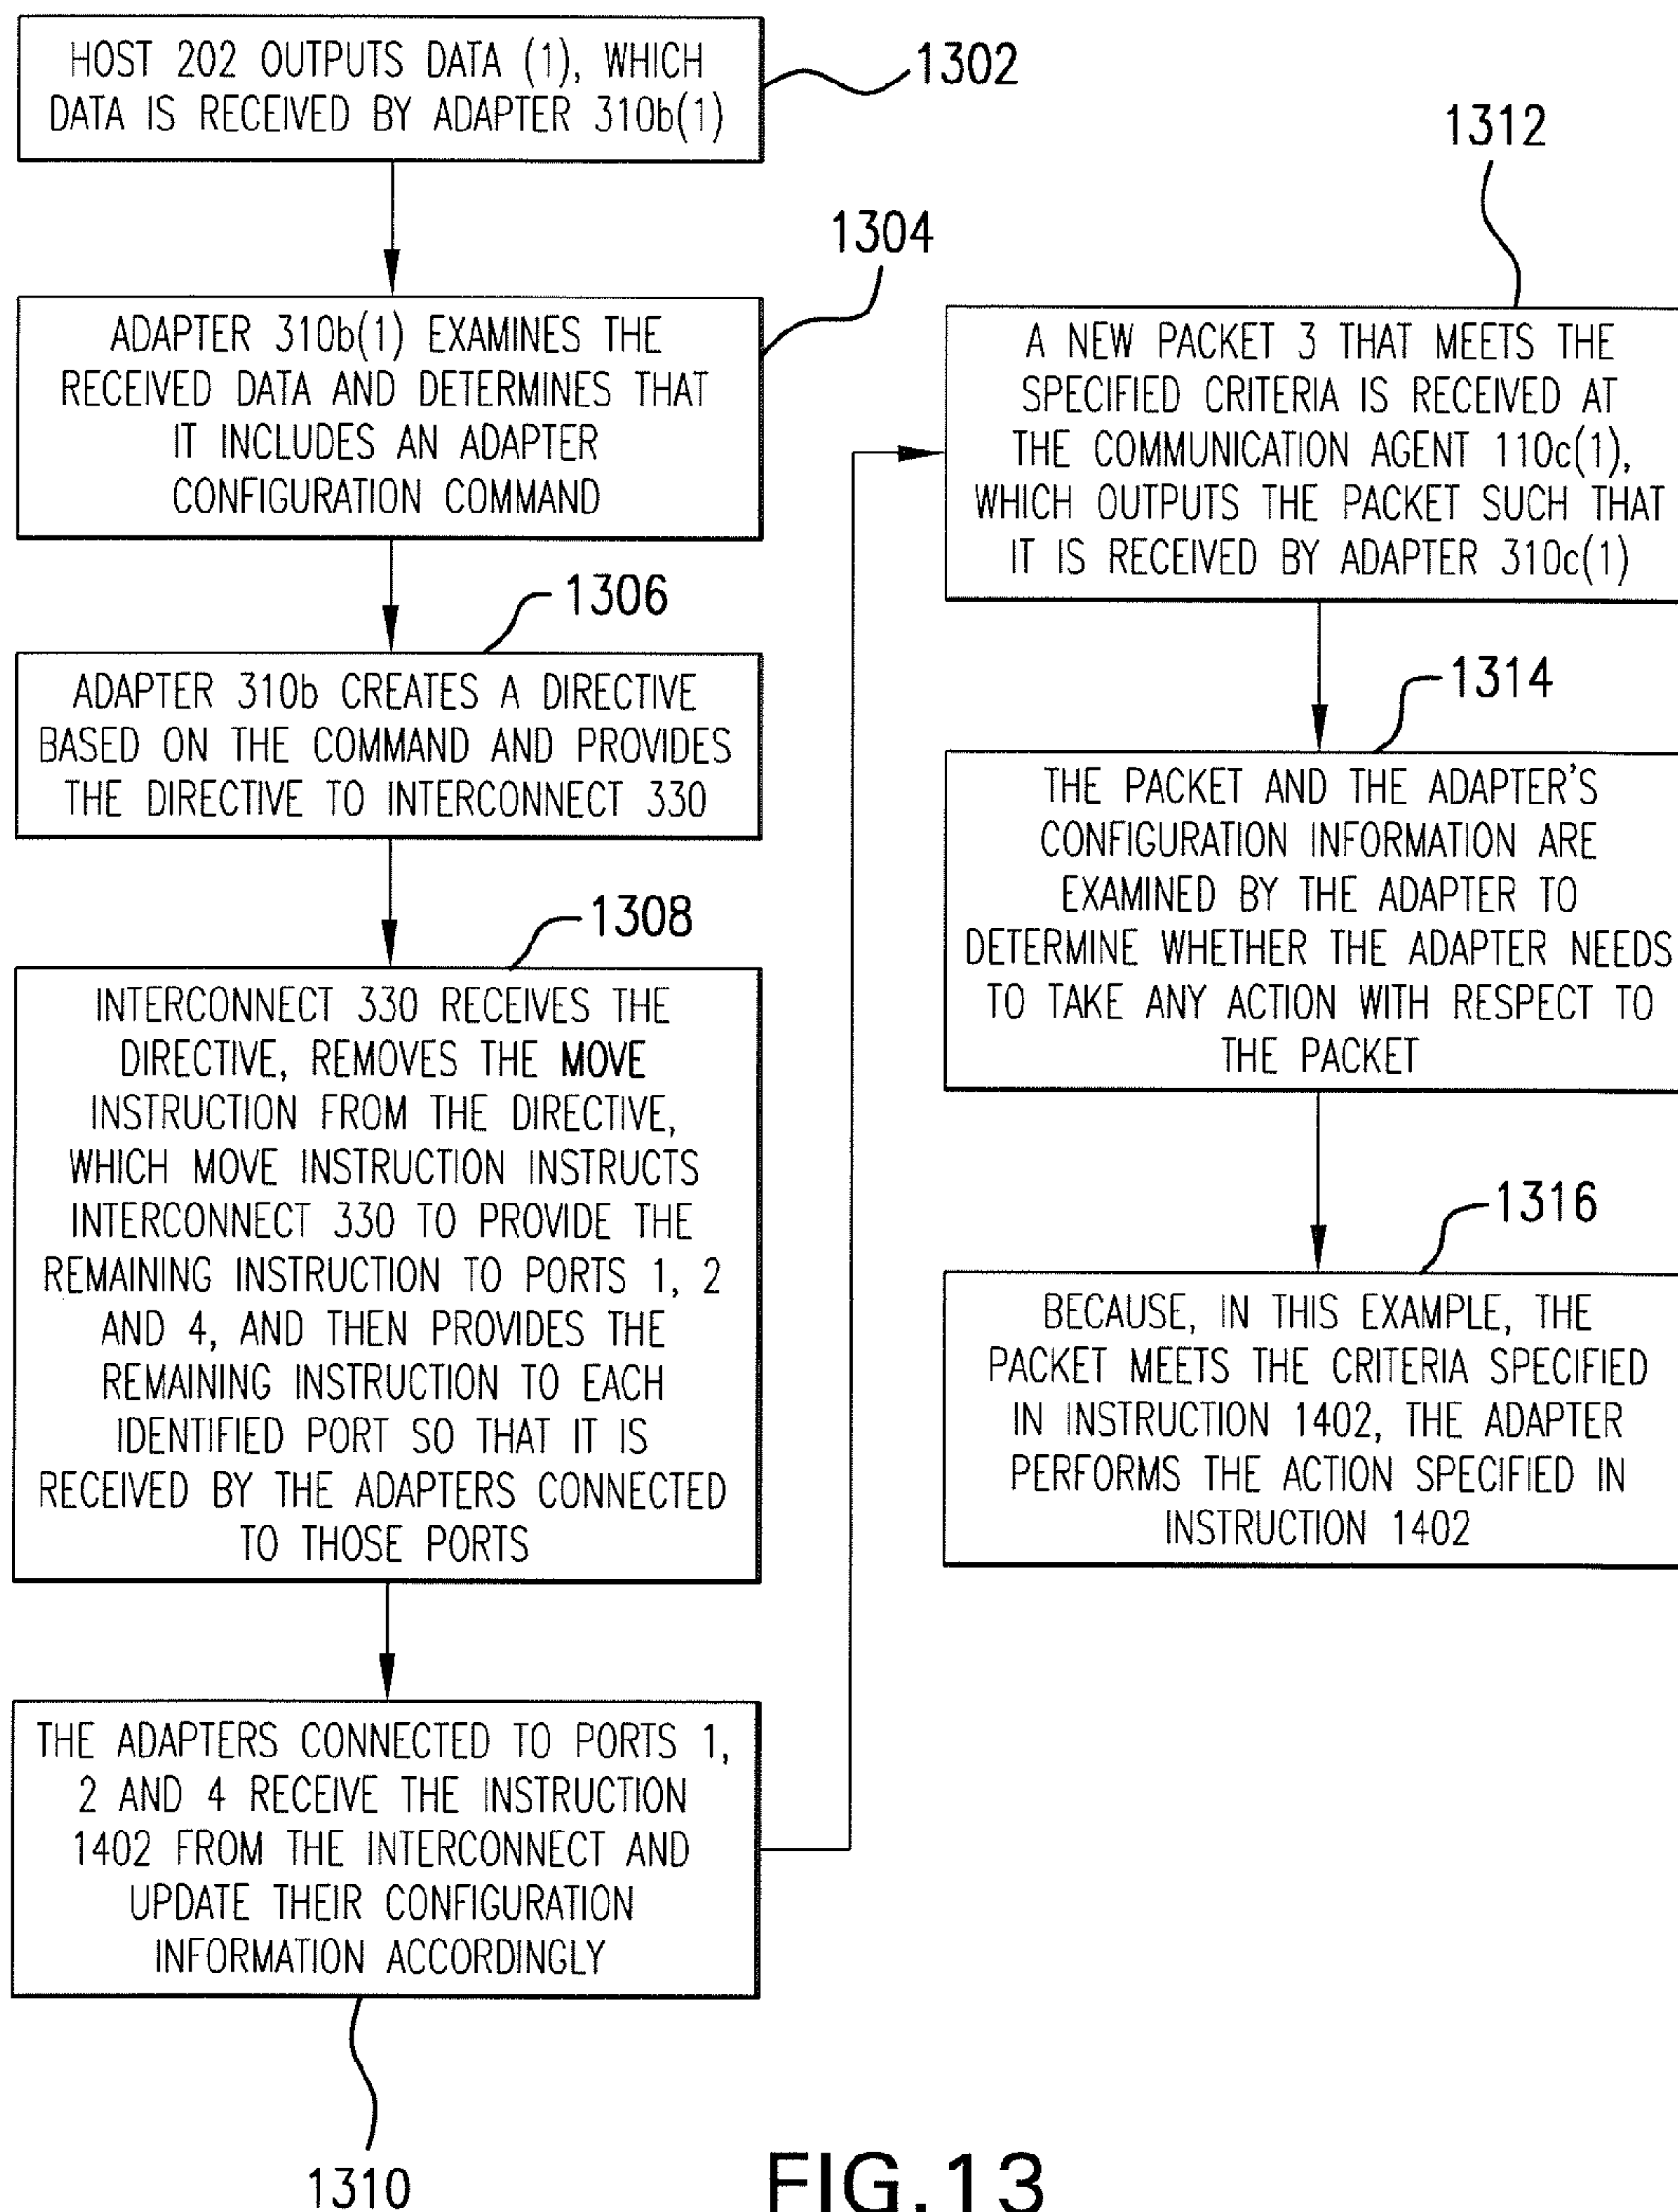 HOST 202 OUTPUTS DATA (1), WHICH
DATA IS RECEIVED BY ADAPTER 310b(1)
1302
ADAPTER 310b(1) EXAMINES THE
RECEIVED DATA AND DETERMINES THAT
IT INCLUDES AN ADAPTER
CONFIGURATION COMMAND
1304
ADAPTER 310b CREATES A DIRECTIVE
BASED ON THE COMMAND AND PROVIDES
THE DIRECTIVE TO INTERCONNECT 330
1306
INTERCONNECT 330 RECEIVES THE
DIRECTIVE, REMOVES THE MOVE
INSTRUCTION FROM THE DIRECTIVE,
WHICH MOVE INSTRUCTION INSTRUCTS
INTERCONNECT 330 TO PROVIDE THE
REMAINING INSTRUCTION TO PORTS 1, 2
AND 4, AND THEN PROVIDES THE
REMAINING INSTRUCTION TO EACH
IDENTIFIED PORT SO THAT IT IS
RECEIVED BY THE ADAPTERS CONNECTED
TO THOSE PORTS
1308
THE ADAPTERS CONNECTED TO PORTS 1,
2 AND 4 RECEIVE THE INSTRUCTION
1402 FROM THE INTERCONNECT AND
UPDATE THEIR CONFIGURATION
INFORMATION ACCORDINGLY
1310
1312
A NEW PACKET 3 THAT MEETS THE
SPECIFIED CRITERIA IS RECEIVED AT
THE COMMUNICATION AGENT 110c(1),
WHICH OUTPUTS THE PACKET SUCH THAT
IT IS RECEIVED BY ADAPTER 310c(1)
1314
THE PACKET AND THE ADAPTER'S
CONFIGURATION INFORMATION ARE
EXAMINED BY THE ADAPTER TO
DETERMINE WHETHER THE ADAPTER NEEDS
TO TAKE ANY ACTION WITH RESPECT TO
THE PACKET
1316
BECAUSE, IN THIS EXAMPLE, THE
PACKET MEETS THE CRITERIA SPECIFIED
IN INSTRUCTION 1402, THE ADAPTER
PERFORMS THE ACTION SPECIFIED IN
INSTRUCTION 1402
FIG.13